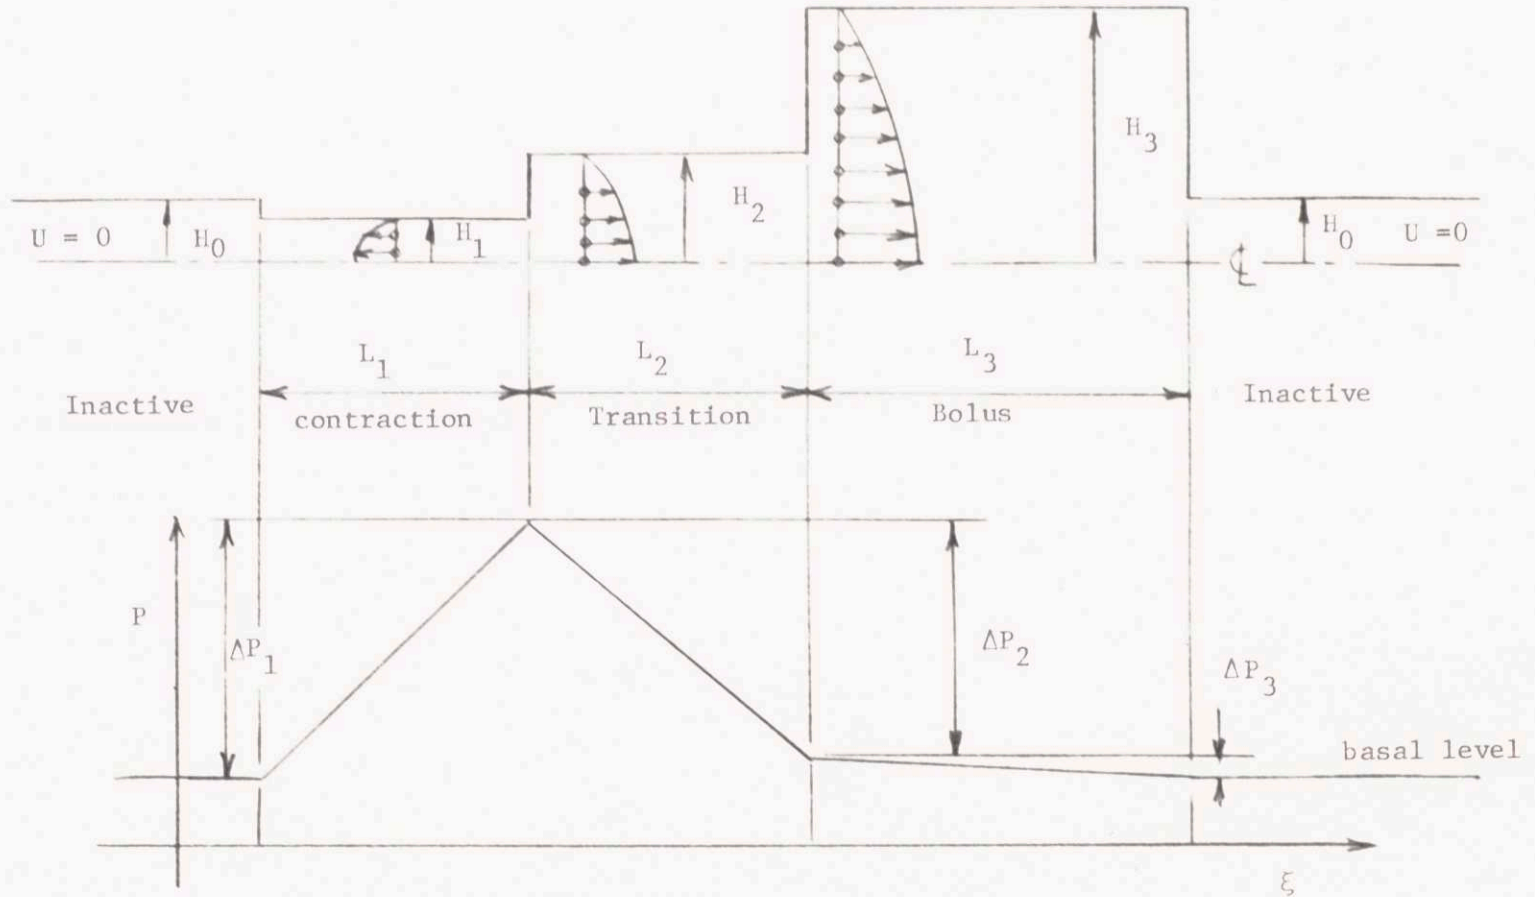 H3
H2
U = 0
H0
H1
H0
U =0
℄
L1
L2
L3
Inactive
contraction
Transition
Bolus
Inactive
P
ΔP1
ΔP2
ΔP3
basal level
ξ